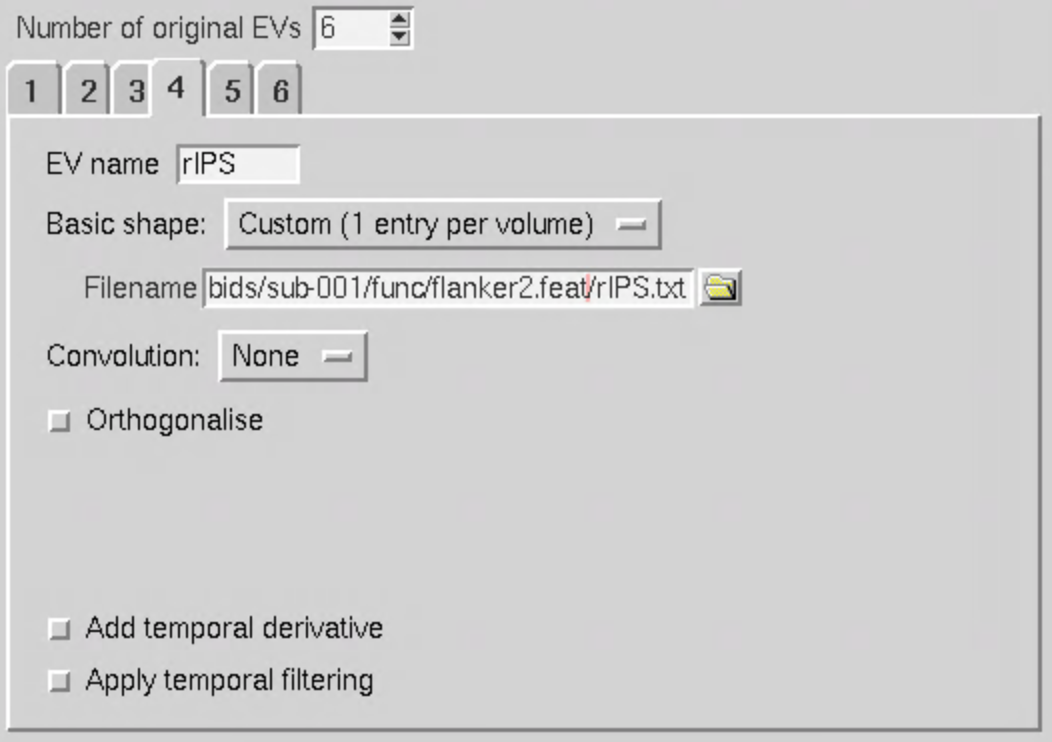 Number of original EVs 6
1 2 3 4 5 6
EV name rIPS
Basic shape: Custom (1 entry per volume)
Filename bids/sub-001/func/flanker2.feat/rIPS.txt
Convolution: None
Orthogonalise
Add temporal derivative
Apply temporal filtering